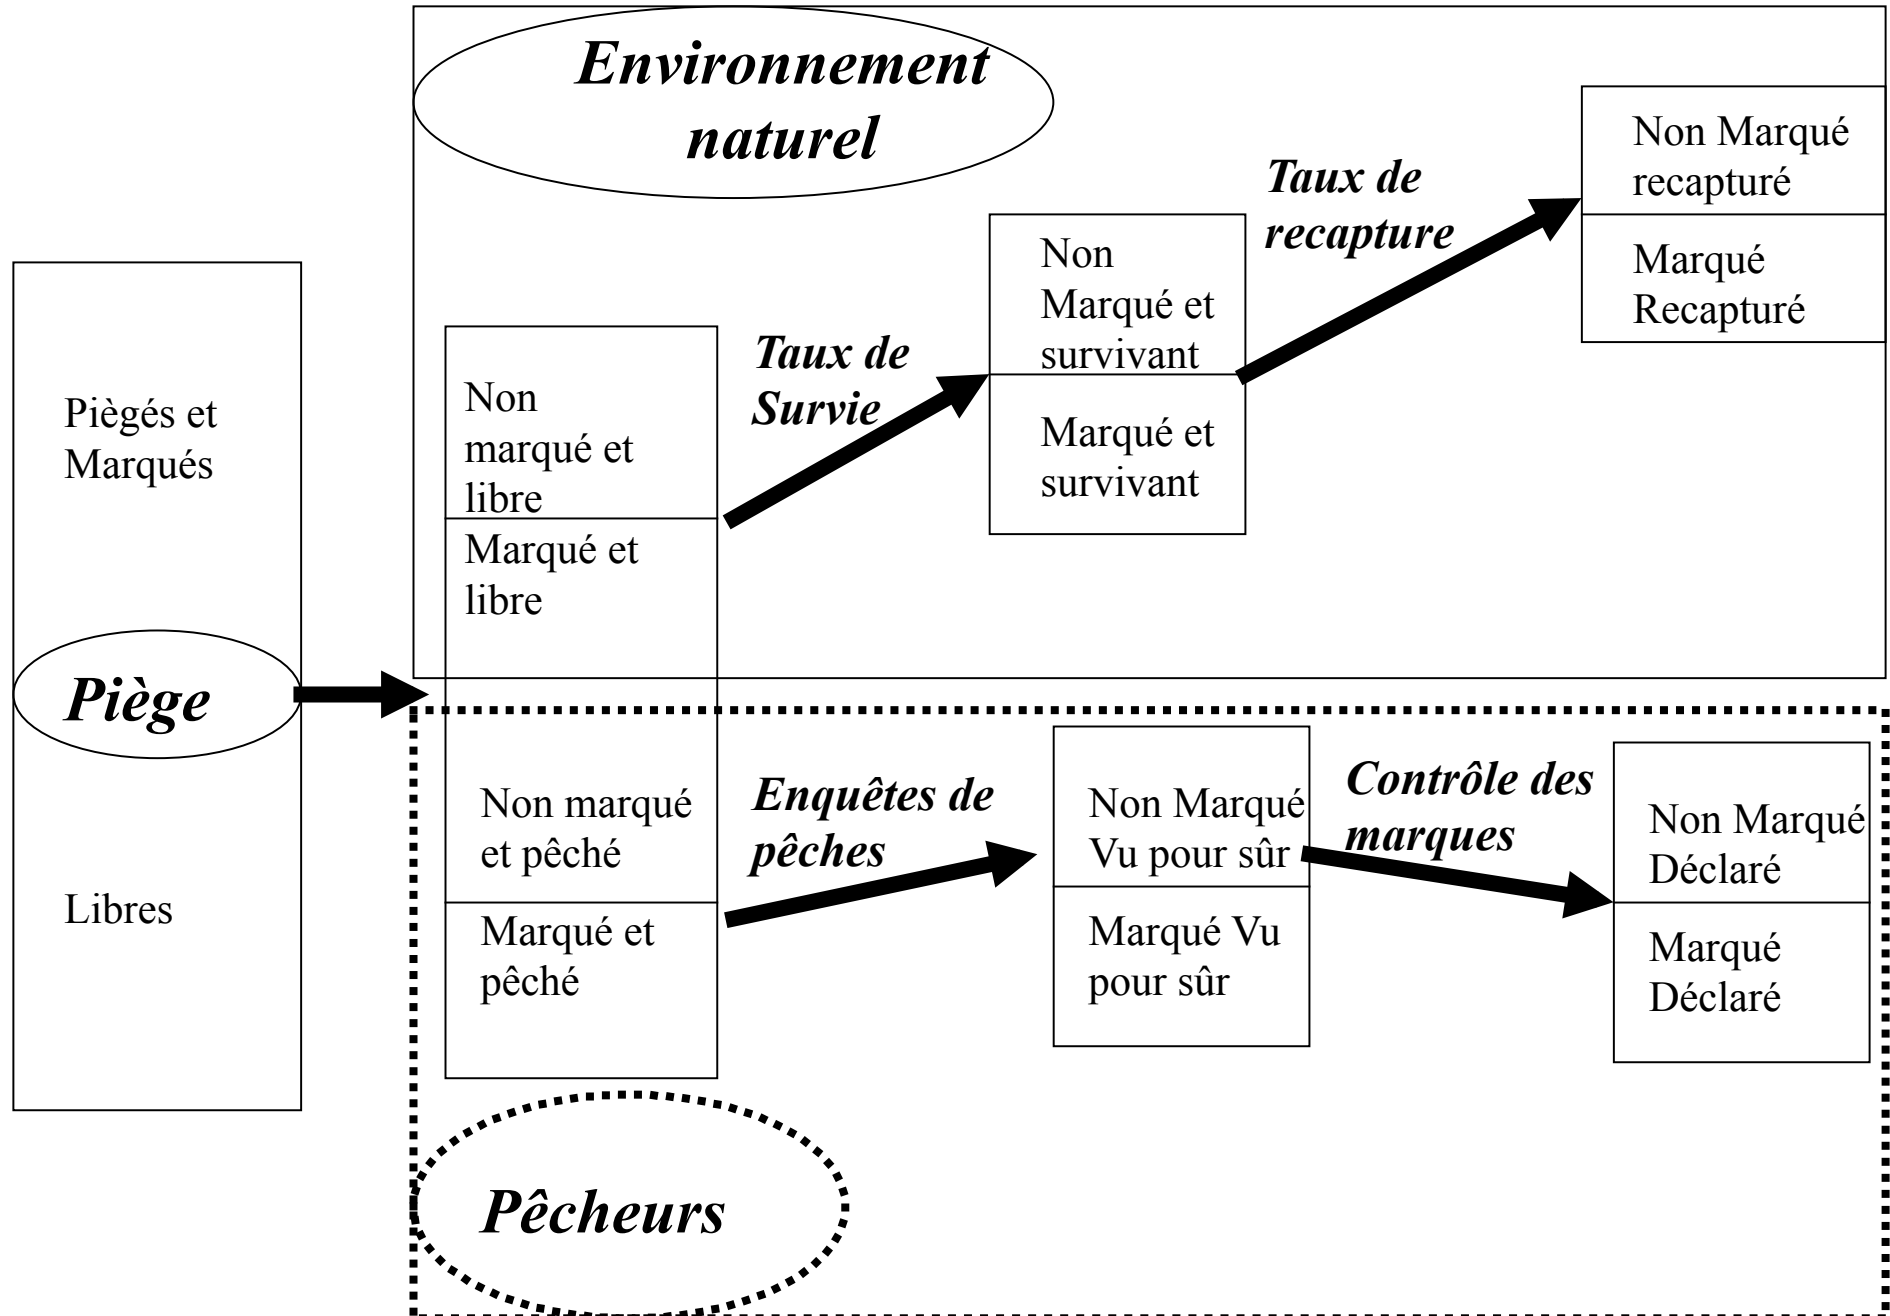 Environnement
naturel
Non Marqué
recapturé
Marqué
Recapturé
Taux de
recapture
Non
Marqué et
survivant
Marqué et
survivant
Taux de
Survie
Non
marqué et
libre
Marqué et
libre
Piègés et
Marqués
Piège
Libres
Non marqué
et pêché
Marqué et
pêché
Enquêtes de
pêches
Non Marqué
Vu pour sûr
Marqué Vu
pour sûr
Contrôle des
marques
Non Marqué
Déclaré
Marqué
Déclaré
Pêcheurs